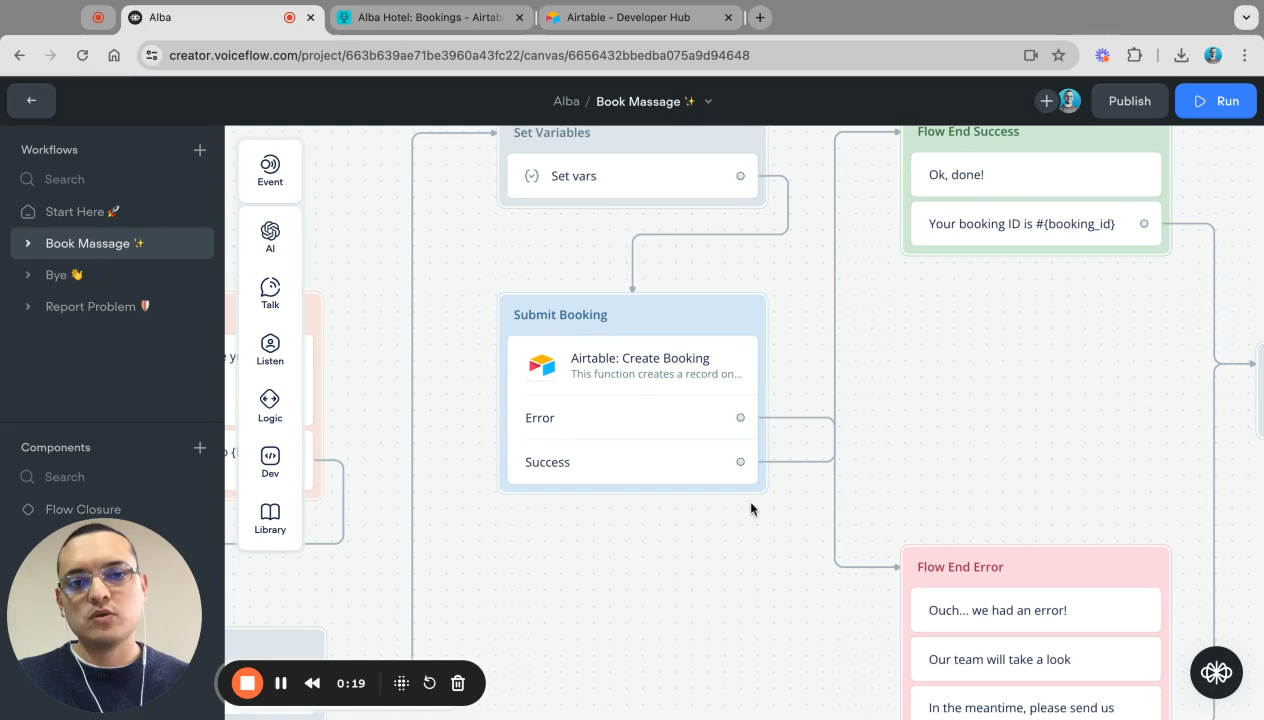 Alba
Alba Hotel: Bookings - Airtab
Airtable - Developer Hub
creator.voiceflow.com/project/663b639ae71be3960a43fc22/canvas/6656432bbedba075a9d94648
Alba / Book Massage ✨
Publish
Run
Workflows
Search
Start Here 🚀
Book Massage ✨
Bye 👋
Report Problem
Components
Search
Flow Closure
Event
AI
Talk
Listen
Logic
Dev
Library
Set Variables
Set vars
Submit Booking
Airtable: Create Booking
This function creates a record on...
Error
Success
Flow End Success
Ok, done!
Your booking ID is #{booking_id}
Flow End Error
Ouch... we had an error!
Our team will take a look
In the meantime, please send us
0:19